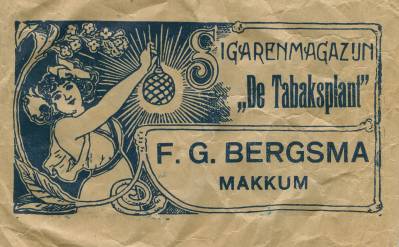 SIGARENMAGAZIJN
„De Tabaksplant”
F. G. BERGSMA
MAKKUM